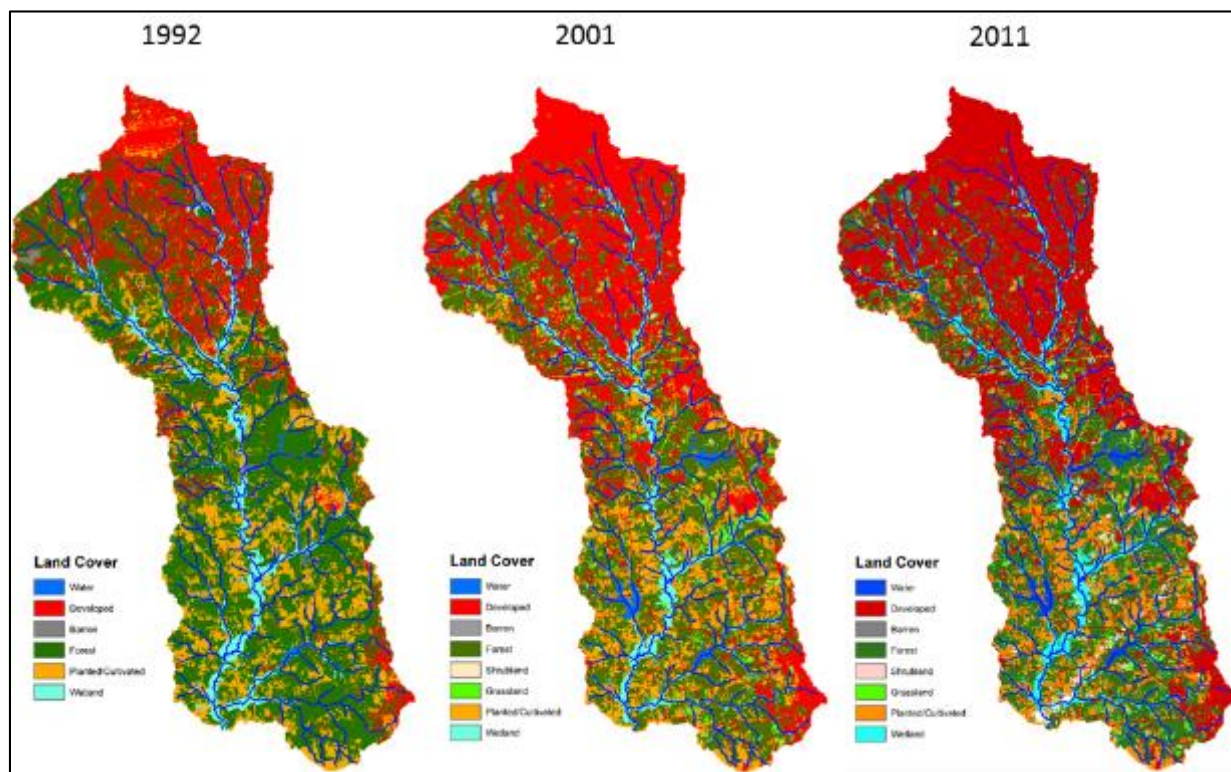 1992
2001
2011
Land Cover
Water
Developed
Barren
Forest
Planted/Cultivated
Wetland
Land Cover
Water
Developed
Barren
Forest
Shrubland
Grassland
Planted/Cultivated
Wetland
Land Cover
Water
Developed
Barren
Forest
Shrubland
Grassland
Planted/Cultivated
Wetland